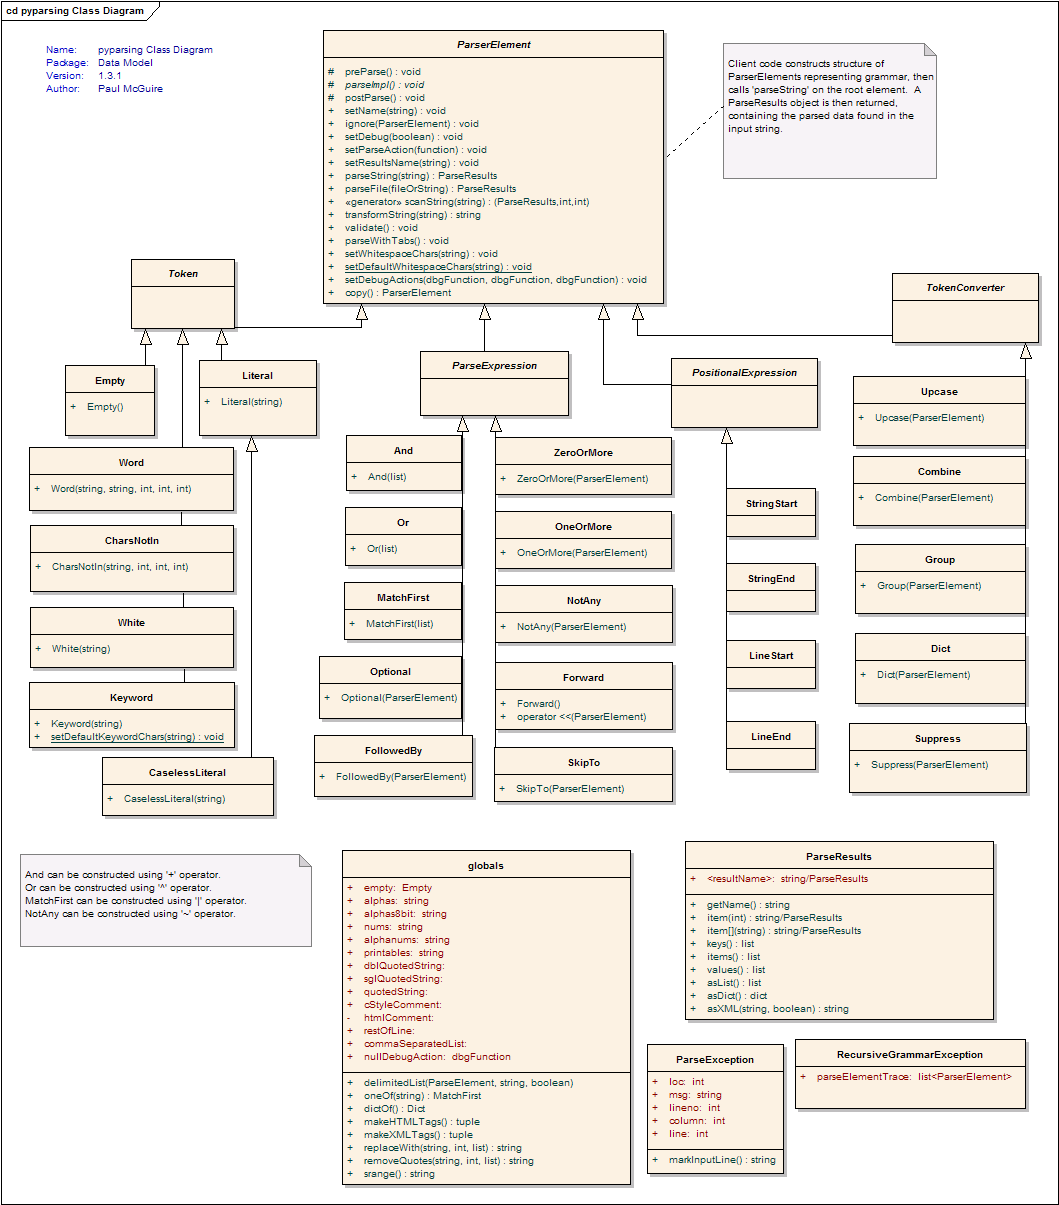 cd pyparsing Class Diagram
Name: pyparsing Class Diagram
Package: Data Model
Version: 1.3.1
Author: Paul McGuire
ParserElement
# preParse() : void
# parseImpl() : void
# postParse() : void
+ setName(string) : void
+ ignore(ParserElement) : void
+ setDebug(boolean) : void
+ setParseAction(function) : void
+ setResultsName(string) : void
+ parseString(string) : ParseResults
+ parseFile(fileOrString) : ParseResults
+ «generator» scanString(string) : (ParseResults,int,int)
+ transformString(string) : string
+ validate() : void
+ parseWithTabs() : void
+ setWhitespaceChars(string) : void
+ setDefaultWhitespaceChars(string) : void
+ setDebugActions(dbgFunction, dbgFunction, dbgFunction) : void
+ copy() : ParserElement
Client code constructs structure of
ParserElements representing grammar, then
calls 'parseString' on the root element. A
ParseResults object is then returned,
containing the parsed data found in the
input string.
Token
TokenConverter
Empty
+ Empty()
Literal
+ Literal(string)
ParseExpression
PositionalExpression
Word
+ Word(string, string, int, int, int)
CharsNotIn
+ CharsNotIn(string, int, int, int)
White
+ White(string)
Keyword
+ Keyword(string)
+ setDefaultKeywordChars(string) : void
CaselessLiteral
+ CaselessLiteral(string)
And
+ And(list)
Or
+ Or(list)
MatchFirst
+ MatchFirst(list)
Optional
+ Optional(ParserElement)
FollowedBy
+ FollowedBy(ParserElement)
ZeroOrMore
+ ZeroOrMore(ParserElement)
OneOrMore
+ OneOrMore(ParserElement)
NotAny
+ NotAny(ParserElement)
Forward
+ Forward()
+ operator <<(ParserElement)
SkipTo
+ SkipTo(ParserElement)
StringStart
StringEnd
LineStart
LineEnd
Upcase
+ Upcase(ParserElement)
Combine
+ Combine(ParserElement)
Group
+ Group(ParserElement)
Dict
+ Dict(ParserElement)
Suppress
+ Suppress(ParserElement)
And can be constructed using '+' operator.
Or can be constructed using '^' operator.
MatchFirst can be constructed using '|' operator.
NotAny can be constructed using '~' operator.
globals
+ empty: Empty
+ alphas: string
+ alphas8bit: string
+ nums: string
+ alphanums: string
+ printables: string
+ dblQuotedString:
+ sglQuotedString:
+ quotedString:
+ cStyleComment:
- htmlComment:
+ restOfLine:
+ commaSeparatedList:
+ nullDebugAction: dbgFunction
+ delimitedList(ParserElement, string, boolean)
+ oneOf(string) : MatchFirst
+ dictOf() : Dict
+ makeHTMLTags() : tuple
+ makeXMLTags() : tuple
+ replaceWith(string, int, list) : string
+ removeQuotes(string, int, list) : string
+ srange() : string
ParseResults
+ <resultName>: string/ParseResults
+ getName() : string
+ item(int) : string/ParseResults
+ item[](string) : string/ParseResults
+ keys() : list
+ items() : list
+ values() : list
+ asList() : list
+ asDict() : dict
+ asXML(string, boolean) : string
ParseException
+ loc: int
+ msg: string
+ lineno: int
+ column: int
+ line: int
+ markInputLine() : string
RecursiveGrammarException
+ parseElementTrace: list<ParserElement>